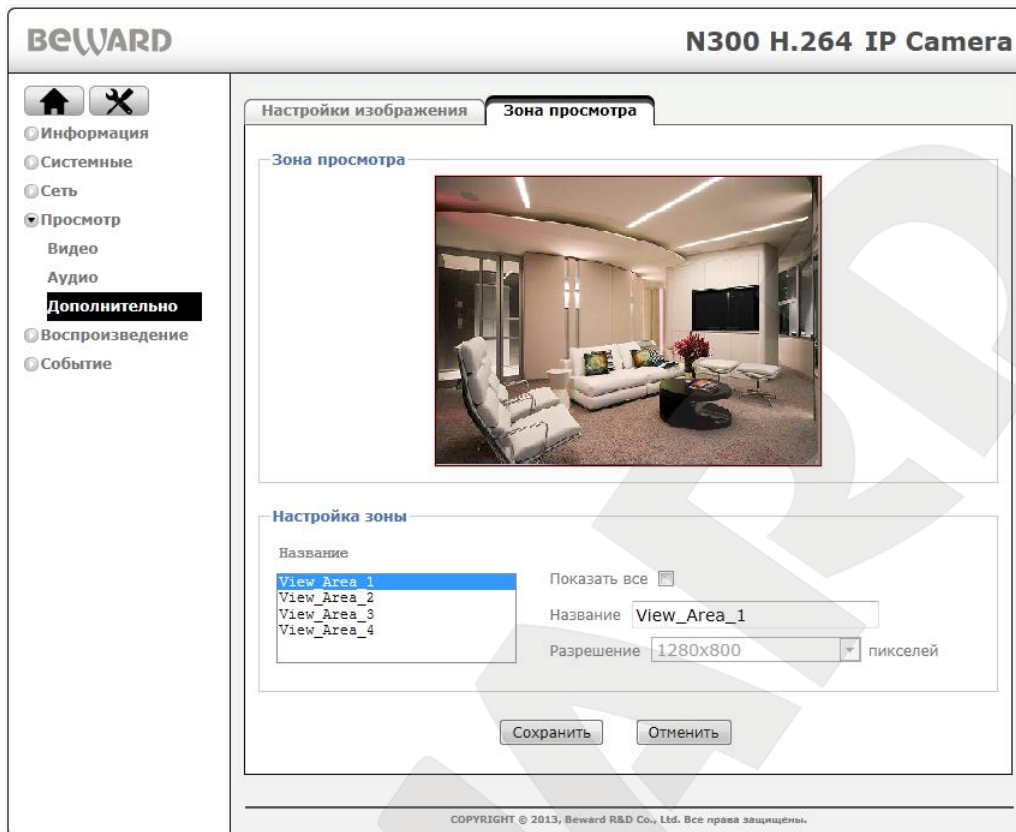 BEWARD
N300 H.264 IP Camera
Информация
Системные
Сеть
Просмотр
Видео
Аудио
Дополнительно
Воспроизведение
Событие
Настройки изображения
Зона просмотра
Зона просмотра
Настройка зоны
Название
View_Area_1
View_Area_2
View_Area_3
View_Area_4
Показать все
Название View_Area_1
Разрешение 1280x800 пикселей
Сохранить Отменить
COPYRIGHT © 2013, Beward R&D Co., Ltd. Все права защищены.